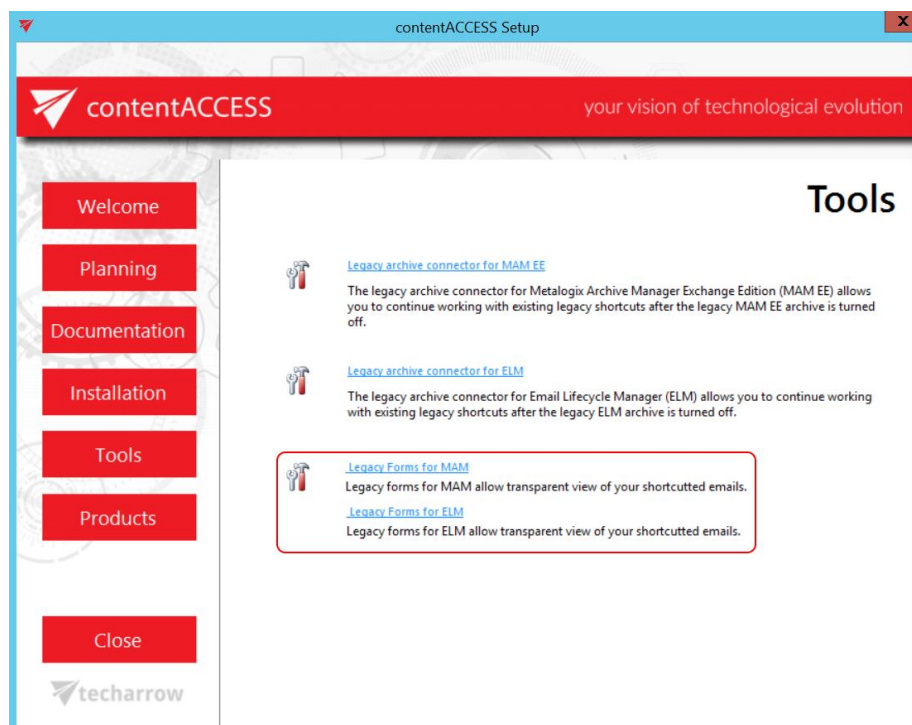 contentACCESS Setup
X
contentACCESS
your vision of technological evolution
Welcome
Planning
Documentation
Installation
Tools
Products
Close
techarrow
Tools
Legacy archive connector for MAM EE
The legacy archive connector for Metalogix Archive Manager Exchange Edition (MAM EE) allows
you to continue working with existing legacy shortcuts after the legacy MAM EE archive is turned
off.
Legacy archive connector for ELM
The legacy archive connector for Email Lifecycle Manager (ELM) allows you to continue working
with existing legacy shortcuts after the legacy ELM archive is turned off.
Legacy Forms for MAM
Legacy forms for MAM allow transparent view of your shortcutted emails.
Legacy Forms for ELM
Legacy forms for ELM allow transparent view of your shortcutted emails.